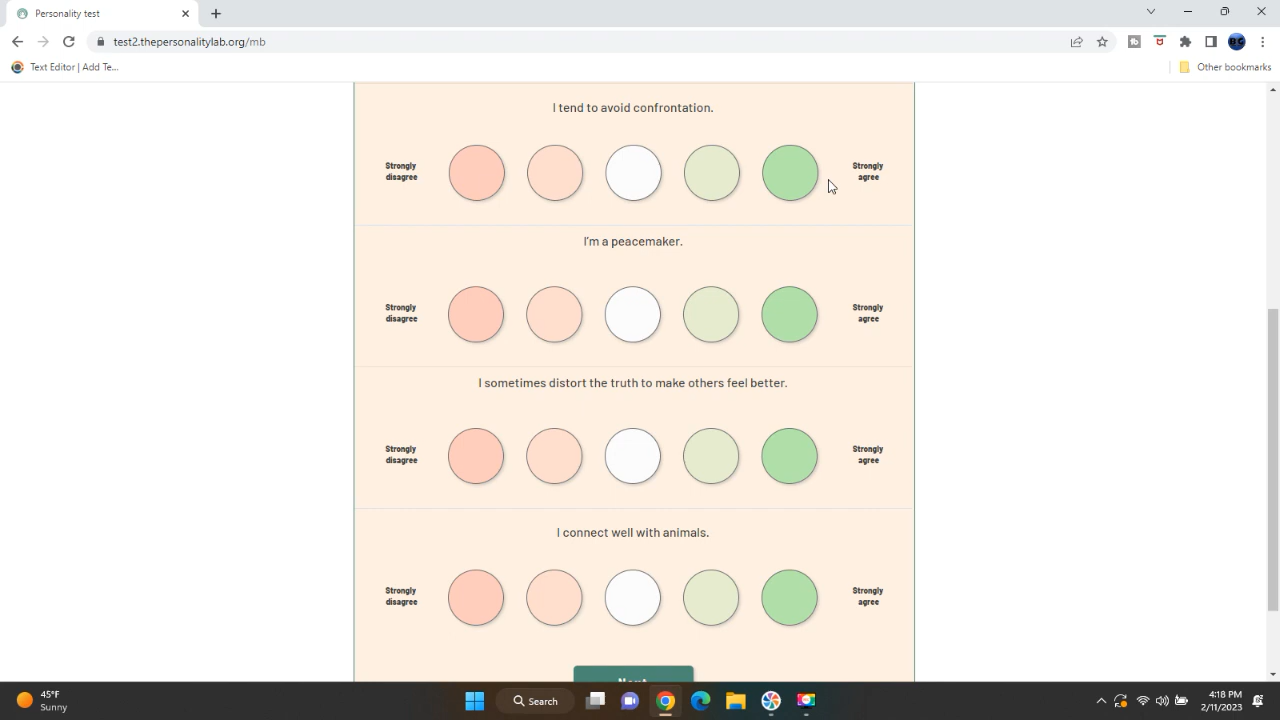 Personality test
test2.thepersonalitylab.org/mb
Text Editor | Add Te...
Other bookmarks
I tend to avoid confrontation.
Strongly
disagree
Strongly
agree
I'm a peacemaker.
Strongly
disagree
Strongly
agree
I sometimes distort the truth to make others feel better.
Strongly
disagree
Strongly
agree
I connect well with animals.
Strongly
disagree
Strongly
agree
Next
45°F
Sunny
Search
4:18 PM
2/11/2023